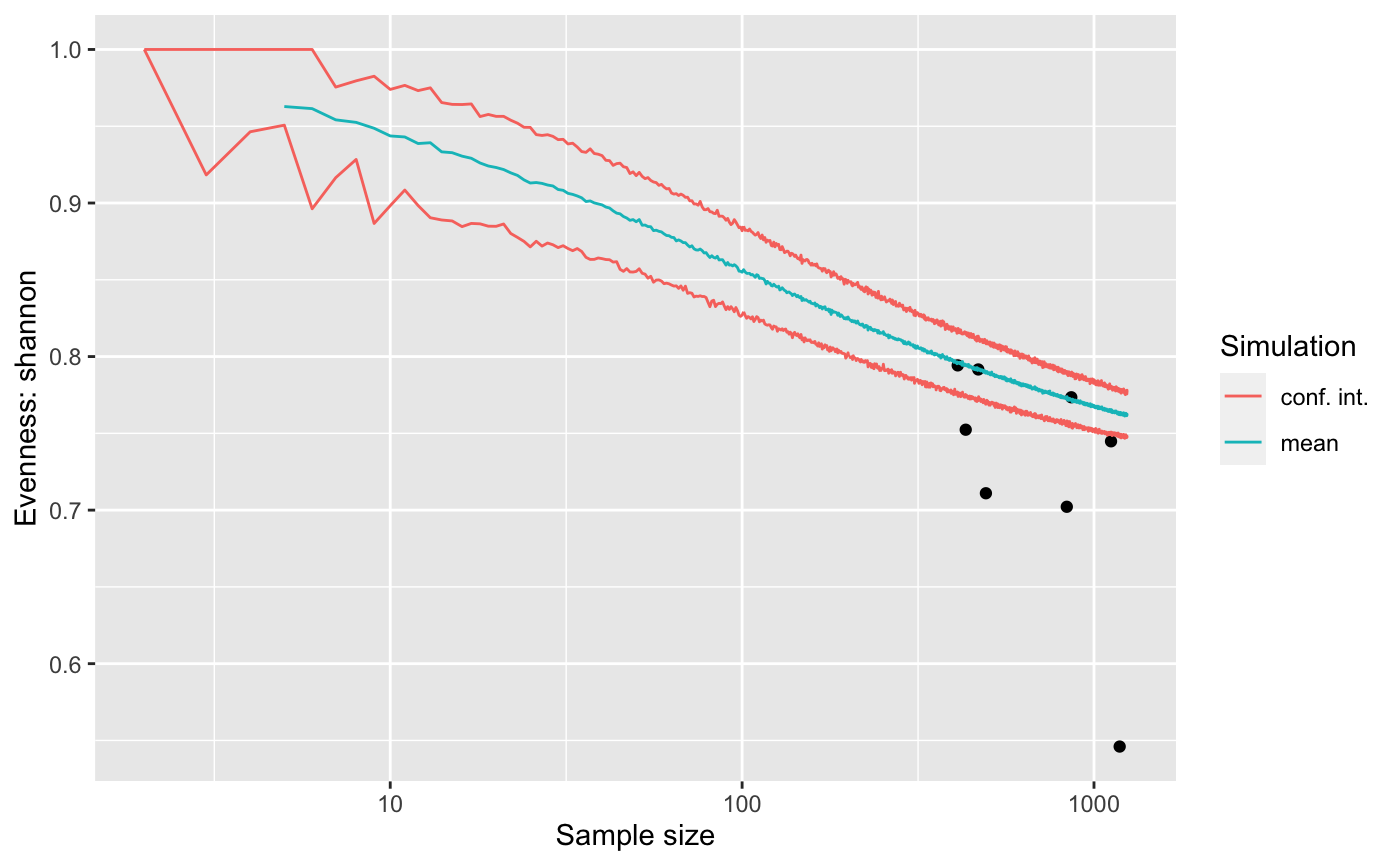 Evenness: shannon
1.0
0.9
0.8
0.7
0.6
10 100 1000
Sample size
Simulation
conf. int.
mean